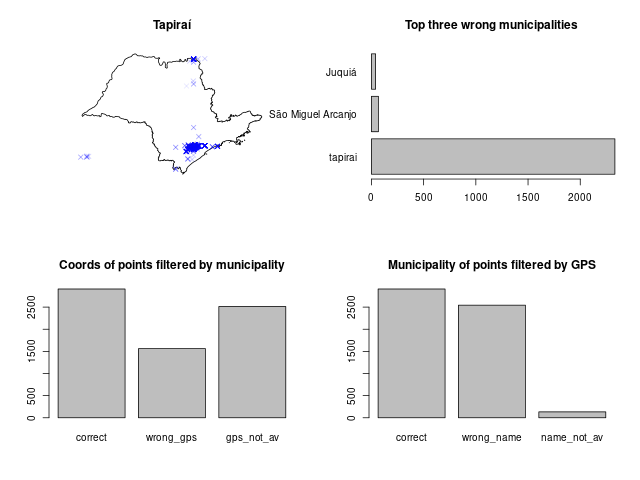 Tapiraí
Top three wrong municipalities
Juquiá
São Miguel Arcanjo
tapirai
0 500 1000 1500 2000
Coords of points filtered by municipality
0 500 1500 2500
correct wrong_gps gps_not_av
Municipality of points filtered by GPS
0 500 1500 2500
correct wrong_name name_not_av